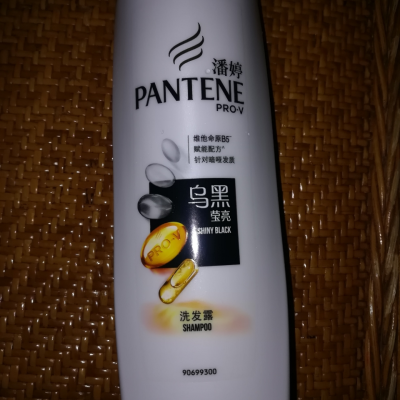 潘婷
PANTENE
PRO-V
维他命原B5
赋能配方^
针对暗哑发质
乌黑
莹亮
SHINY BLACK
PRO-V
洗发露
SHAMPOO
90699300